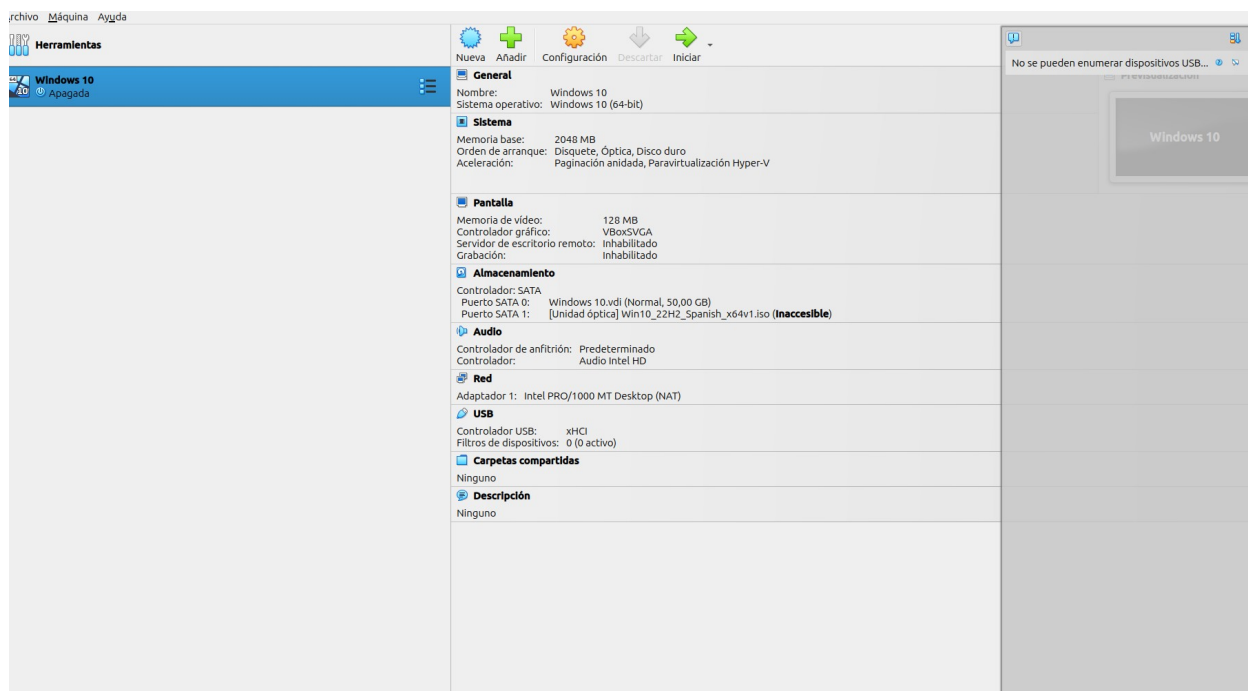 Archivo Máquina Ayuda
Herramientas
Windows 10
Apagada
Nueva Añadir Configuración Descartar Iniciar
General
Nombre: Windows 10
Sistema operativo: Windows 10 (64-bit)
Sistema
Memoria base: 2048 MB
Orden de arranque: Disquete, Óptica, Disco duro
Aceleración: Paginación anidada, Paravirtualización Hyper-V
Pantalla
Memoria de vídeo: 128 MB
Controlador gráfico: VBoxSVGA
Servidor de escritorio remoto: Inhabilitado
Grabación: Inhabilitado
Almacenamiento
Controlador: SATA
Puerto SATA 0: Windows 10.vdi (Normal, 50,00 GB)
Puerto SATA 1: [Unidad óptica] Win10_22H2_Spanish_x64v1.iso (Inaccesible)
Audio
Controlador de anfitrión: Predeterminado
Controlador: Audio Intel HD
Red
Adaptador 1: Intel PRO/1000 MT Desktop (NAT)
USB
Controlador USB: xHCI
Filtros de dispositivos: 0 (0 activo)
Carpetas compartidas
Ninguno
Descripción
Ninguno
No se pueden enumerar dispositivos USB...
Previsualización
Windows 10